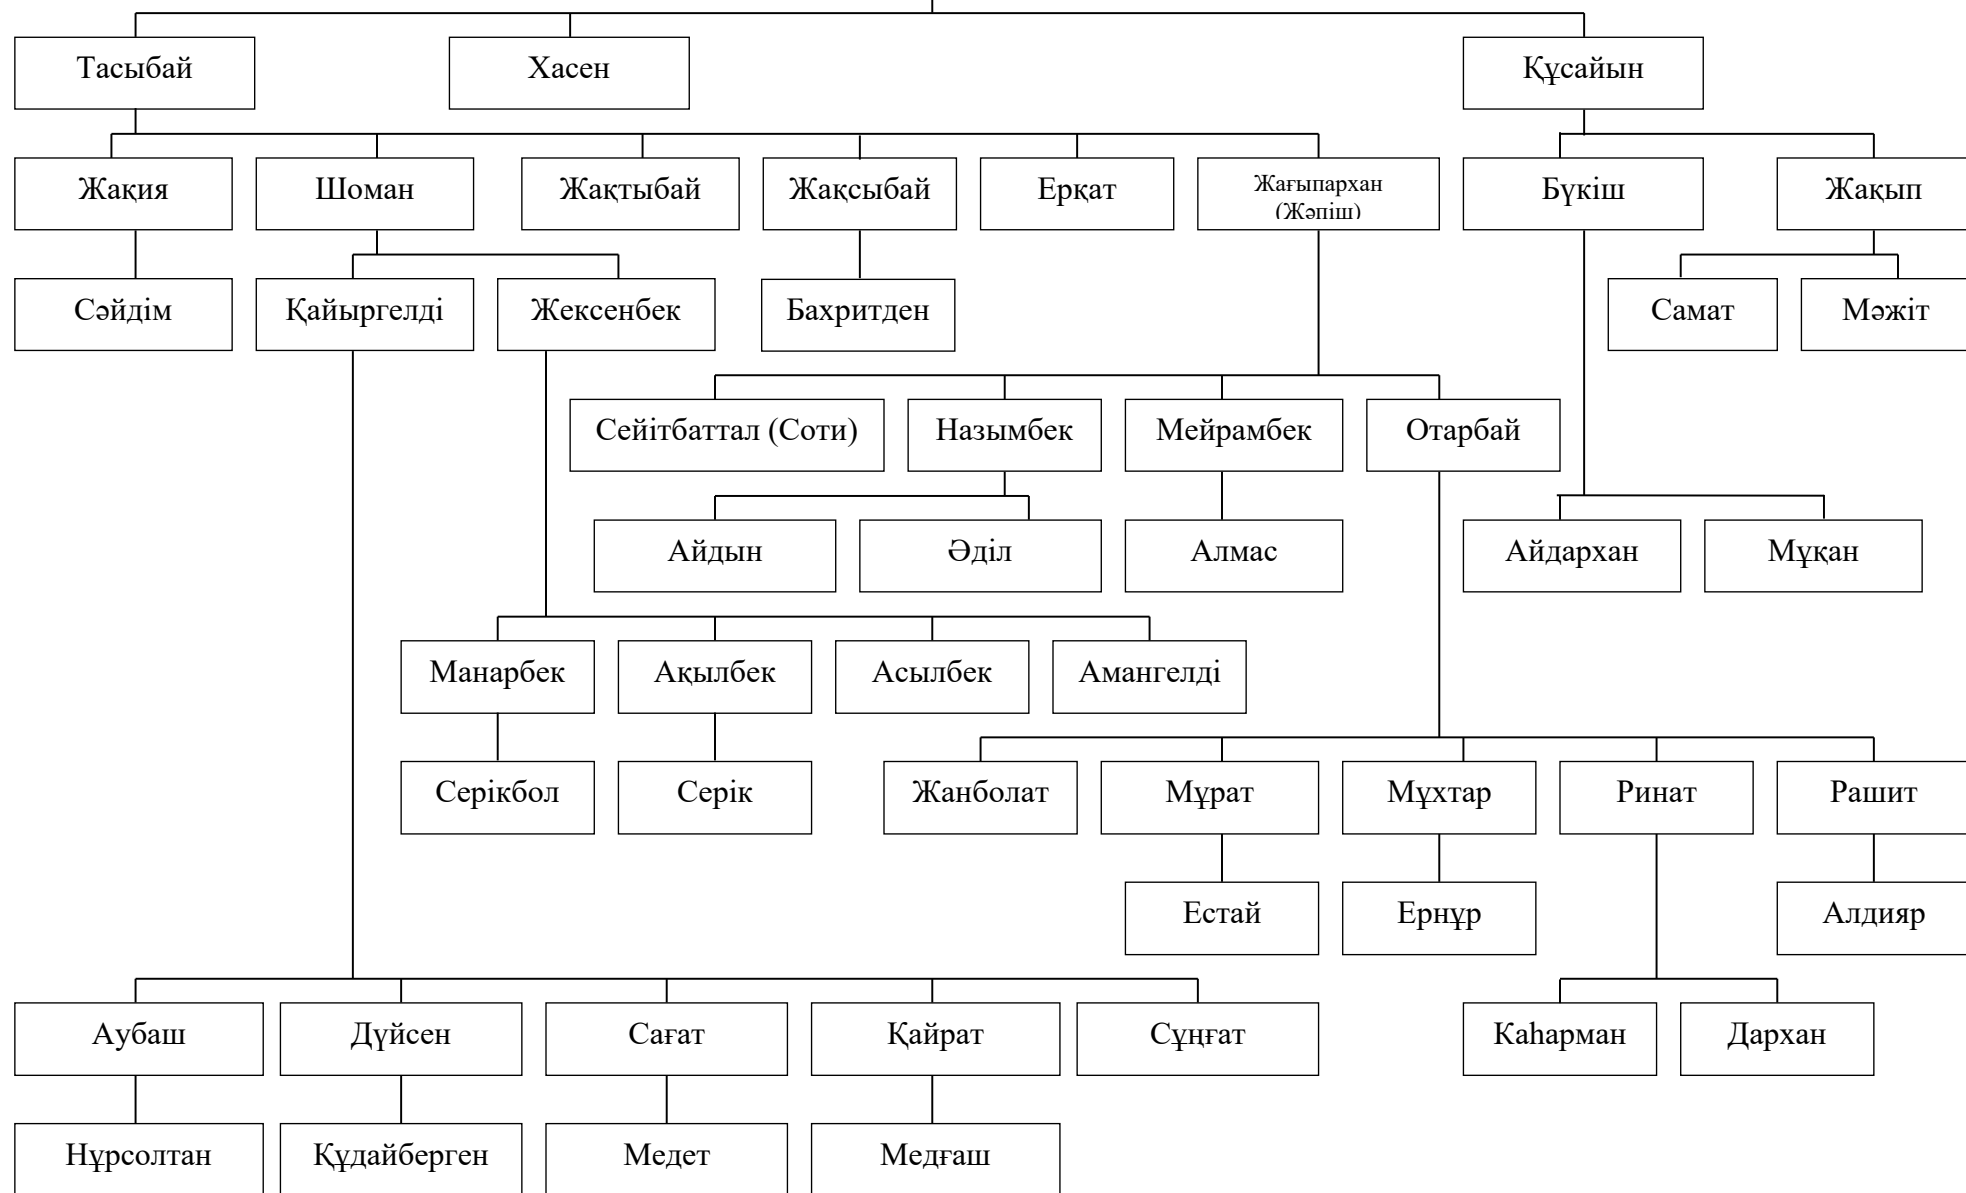 Тасыбай
Хасен
Құсайын
Жақия
Шоман
Жақтыбай
Жақсыбай
Ерқат
Жағыпархан
(Жәпіш)
Бүкіш
Жақып
Сәйдім
Қайыргелді
Жексенбек
Бахритден
Самат
Мәжіт
Сейітбаттал (Соти)
Назымбек
Мейрамбек
Отарбай
Айдын
Әділ
Алмас
Айдархан
Мұқан
Манарбек
Ақылбек
Асылбек
Амангелді
Серікбол
Серік
Жанболат
Мұрат
Мұхтар
Ринат
Рашит
Естай
Ернұр
Алдияр
Аубаш
Дүйсен
Сағат
Қайрат
Сұңғат
Каһарман
Дархан
Нұрсолтан
Құдайберген
Медет
Медғаш